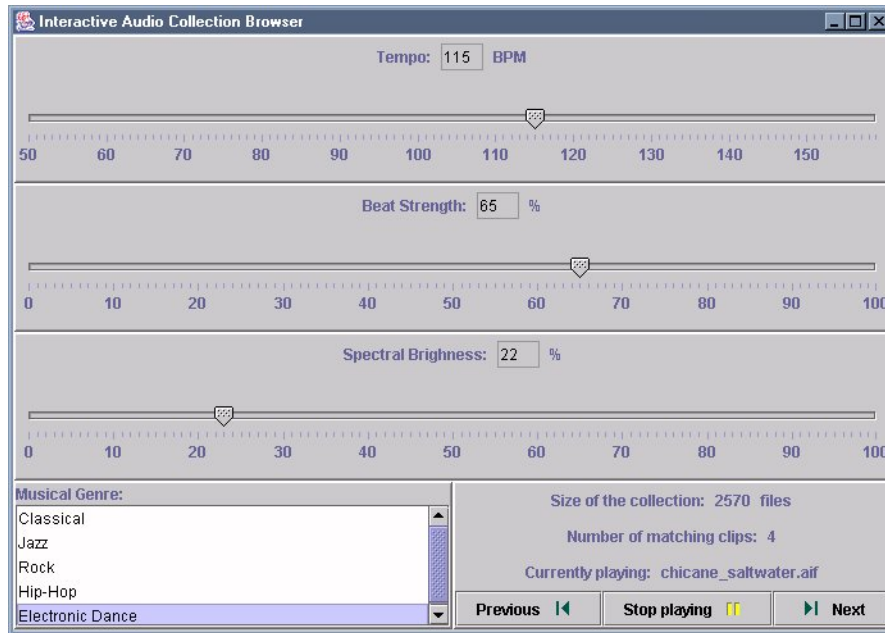 Interactive Audio Collection Browser
Tempo: 115 BPM
50 60 70 80 90 100 110 120 130 140 150
Beat Strength: 65 %
0 10 20 30 40 50 60 70 80 90 100
Spectral Brighness: 22 %
0 10 20 30 40 50 60 70 80 90 100
Musical Genre:
Classical
Jazz
Rock
Hip-Hop
Electronic Dance
Size of the collection: 2570 files
Number of matching clips: 4
Currently playing: chicane_saltwater.aif
Previous Stop playing Next